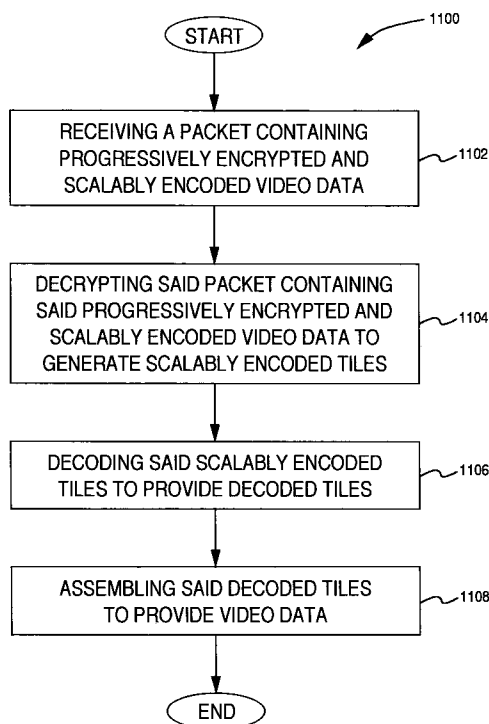 START
1100
RECEIVING A PACKET CONTAINING
PROGRESSIVELY ENCRYPTED AND
SCALABLY ENCODED VIDEO DATA
1102
DECRYPTING SAID PACKET CONTAINING
SAID PROGRESSIVELY ENCRYPTED AND
SCALABLY ENCODED VIDEO DATA TO
GENERATE SCALABLY ENCODED TILES
1104
DECODING SAID SCALABLY ENCODED
TILES TO PROVIDE DECODED TILES
1106
ASSEMBLING SAID DECODED TILES
TO PROVIDE VIDEO DATA
1108
END